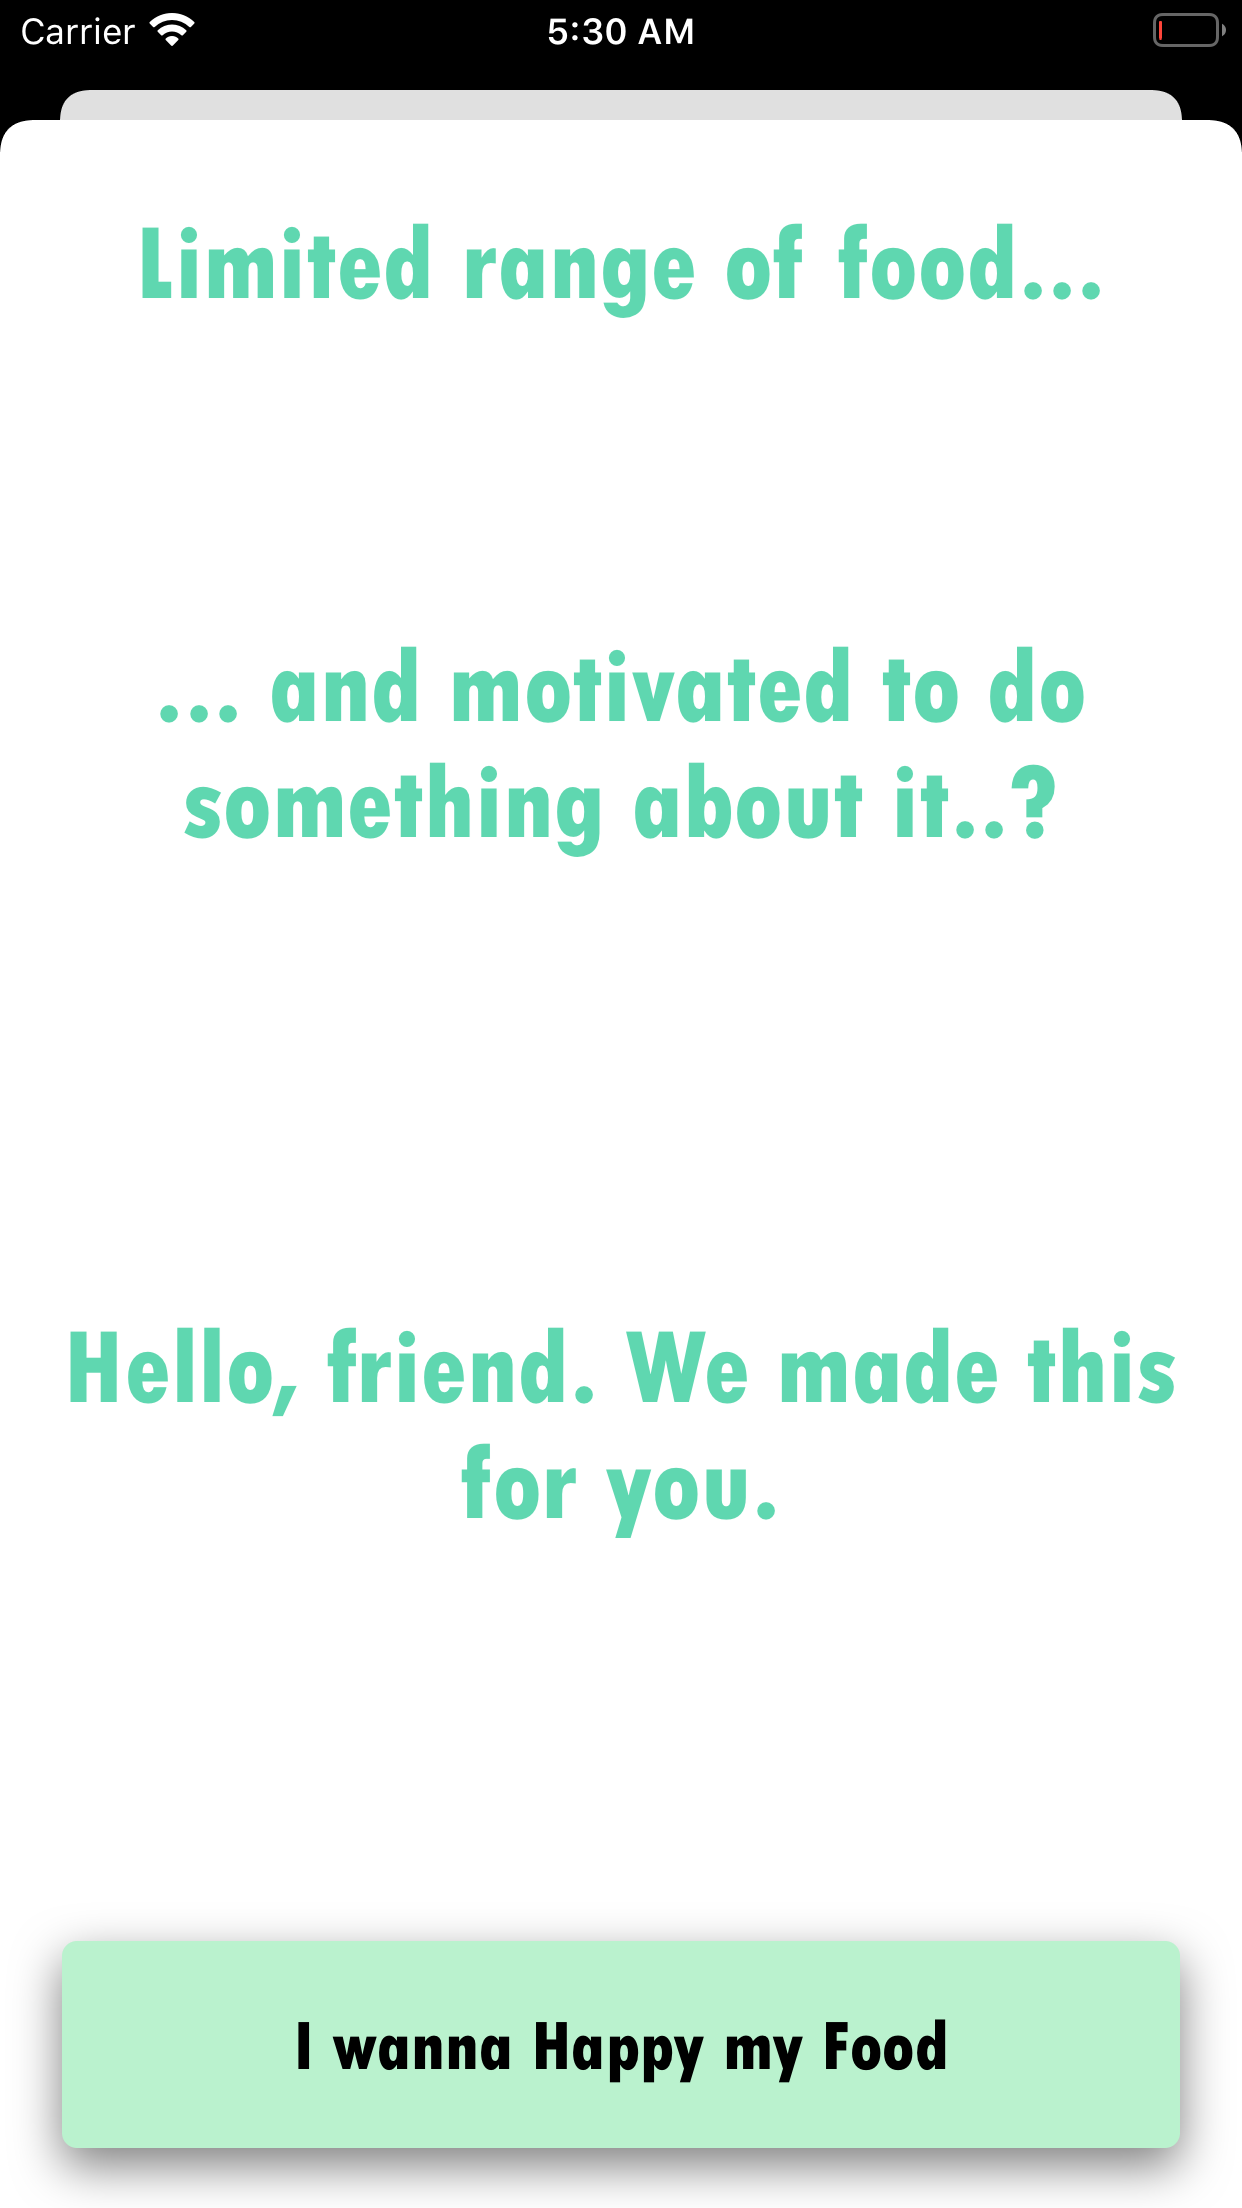 Carrier 5:30 AM
Limited range of food...
... and motivated to do
something about it..?
Hello, friend. We made this
for you.
I wanna Happy my Food